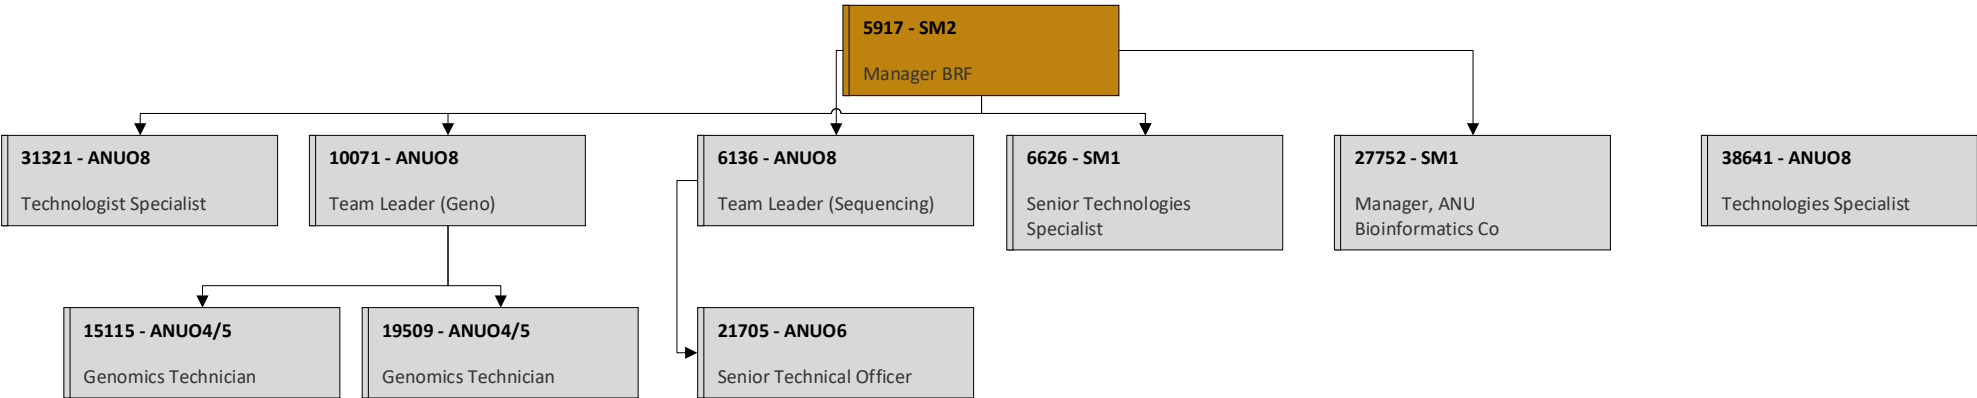 5917 - SM2
Manager BRF
31321 - ANUO8
Technologist Specialist
10071 - ANUO8
Team Leader (Geno)
6136 - ANUO8
Team Leader (Sequencing)
6626 - SM1
Senior Technologies
Specialist
27752 - SM1
Manager, ANU
Bioinformatics Co
38641 - ANUO8
Technologies Specialist
15115 - ANUO4/5
Genomics Technician
19509 - ANUO4/5
Genomics Technician
21705 - ANUO6
Senior Technical Officer